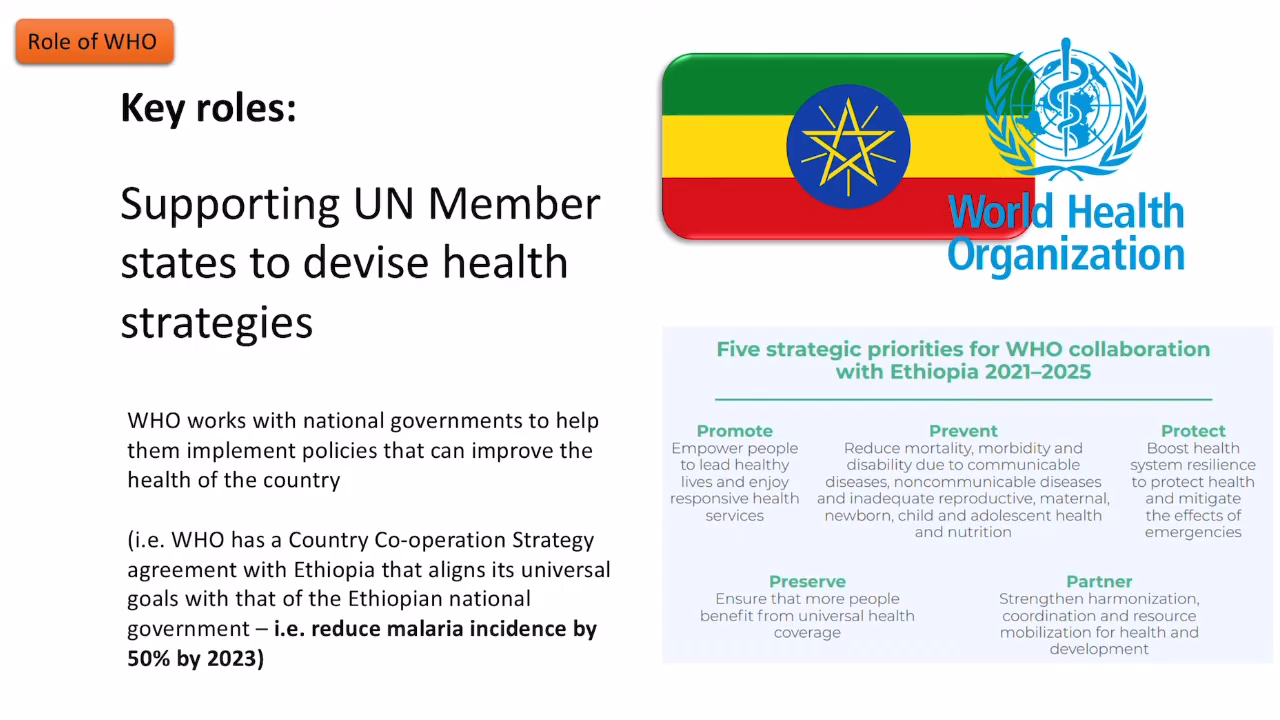 Role of WHO
Key roles:
Supporting UN Member
states to devise health
strategies
WHO works with national governments to help
them implement policies that can improve the
health of the country
(i.e. WHO has a Country Co-operation Strategy
agreement with Ethiopia that aligns its universal
goals with that of the Ethiopian national
government – i.e. reduce malaria incidence by
50% by 2023)
World Health
Organization
Five strategic priorities for WHO collaboration
with Ethiopia 2021–2025
Promote
Empower people
to lead healthy
lives and enjoy
responsive health
services
Prevent
Reduce mortality, morbidity and
disability due to communicable
diseases, noncommunicable diseases
and inadequate reproductive, maternal,
newborn, child and adolescent health
and nutrition
Protect
Boost health
system resilience
to protect health
and mitigate
the effects of
emergencies
Preserve
Ensure that more people
benefit from universal health
coverage
Partner
Strengthen harmonization,
coordination and resource
mobilization for health and
development